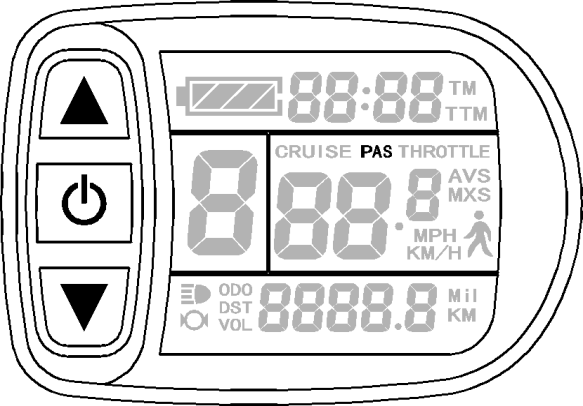 88:88 TM
TTM
CRUISE PAS THROTTLE
8
88.8 AVS
MXS
MPH
KM/H
ODO
DST
VOL
8888.8 Mil
KM